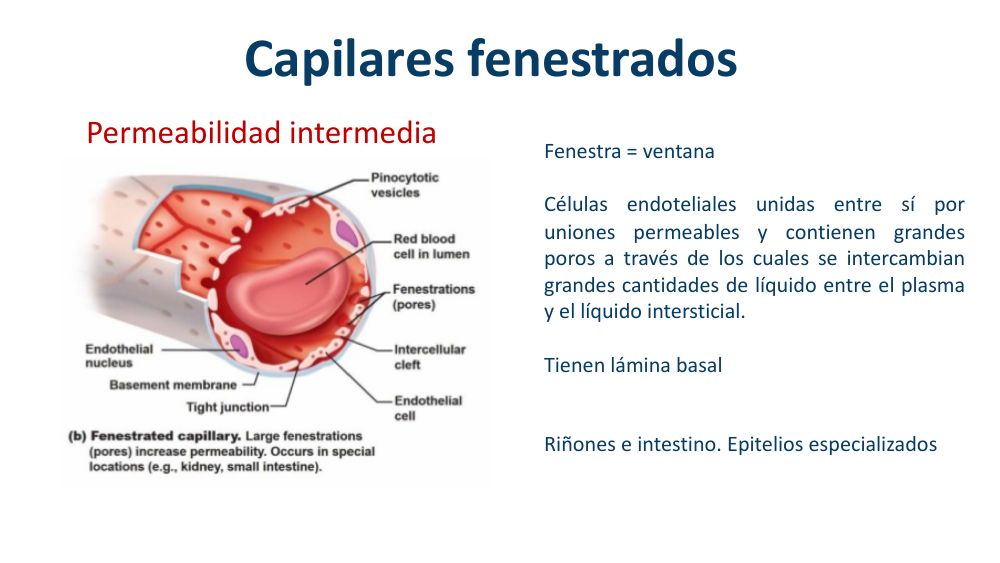 Capilares fenestrados
Permeabilidad intermedia
Pinocytotic
vesicles
Red blood
cell in lumen
Fenestrations
(pores)
Intercellular
cleft
Endothelial
cell
Endothelial
nucleus
Basement membrane
Tight junction
(b) Fenestrated capillary. Large fenestrations
(pores) increase permeability. Occurs in special
locations (e.g., kidney, small intestine).
Fenestra = ventana
Células endoteliales unidas entre sí por
uniones permeables y contienen grandes
poros a través de los cuales se intercambian
grandes cantidades de líquido entre el plasma
y el líquido intersticial.
Tienen lámina basal
Riñones e intestino. Epitelios especializados